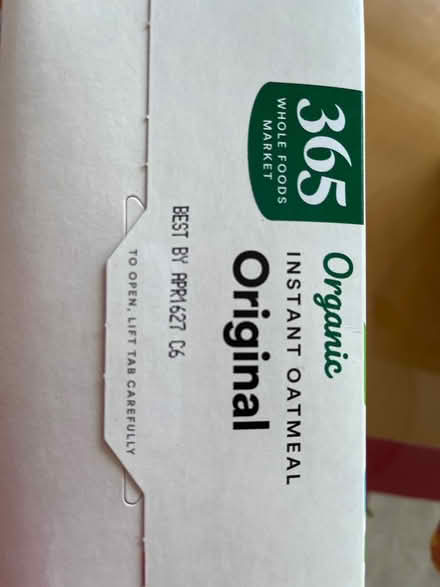 365
WHOLE FOODS
MARKET
Organic
INSTANT OATMEAL
Original
BEST BY APR1627 C6
TO OPEN, LIFT TAB CAREFULLY